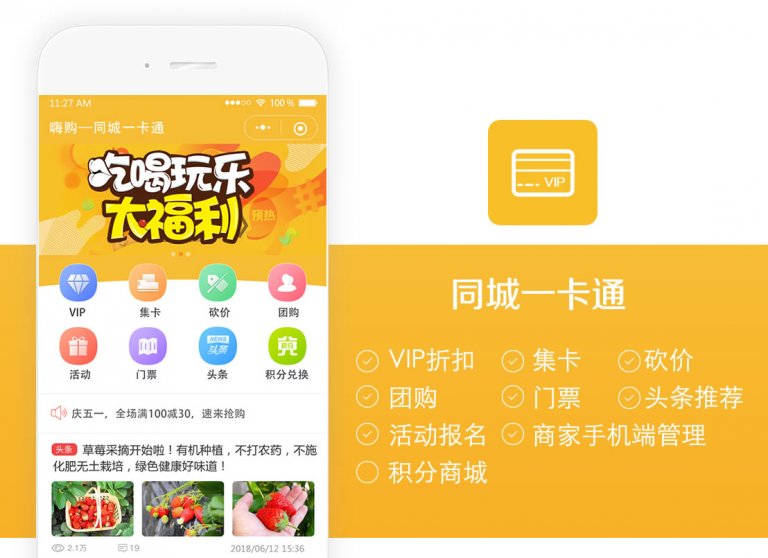 11:27 AM 100%
嗨购—同城一卡通
吃喝玩乐
大福利
预热
VIP 集卡 砍价 团购
NEWS 头条 积分
活动 门票 头条 积分兑换
庆五一，全场满100减30，速来抢购
头条 草莓采摘开始啦！有机种植，不打农药，不施
化肥无土栽培，绿色健康好味道！
2.1万 19 2018/06/12 15:36
VIP
同城一卡通
VIP折扣 集卡 砍价
团购 门票 头条推荐
活动报名 商家手机端管理
积分商城